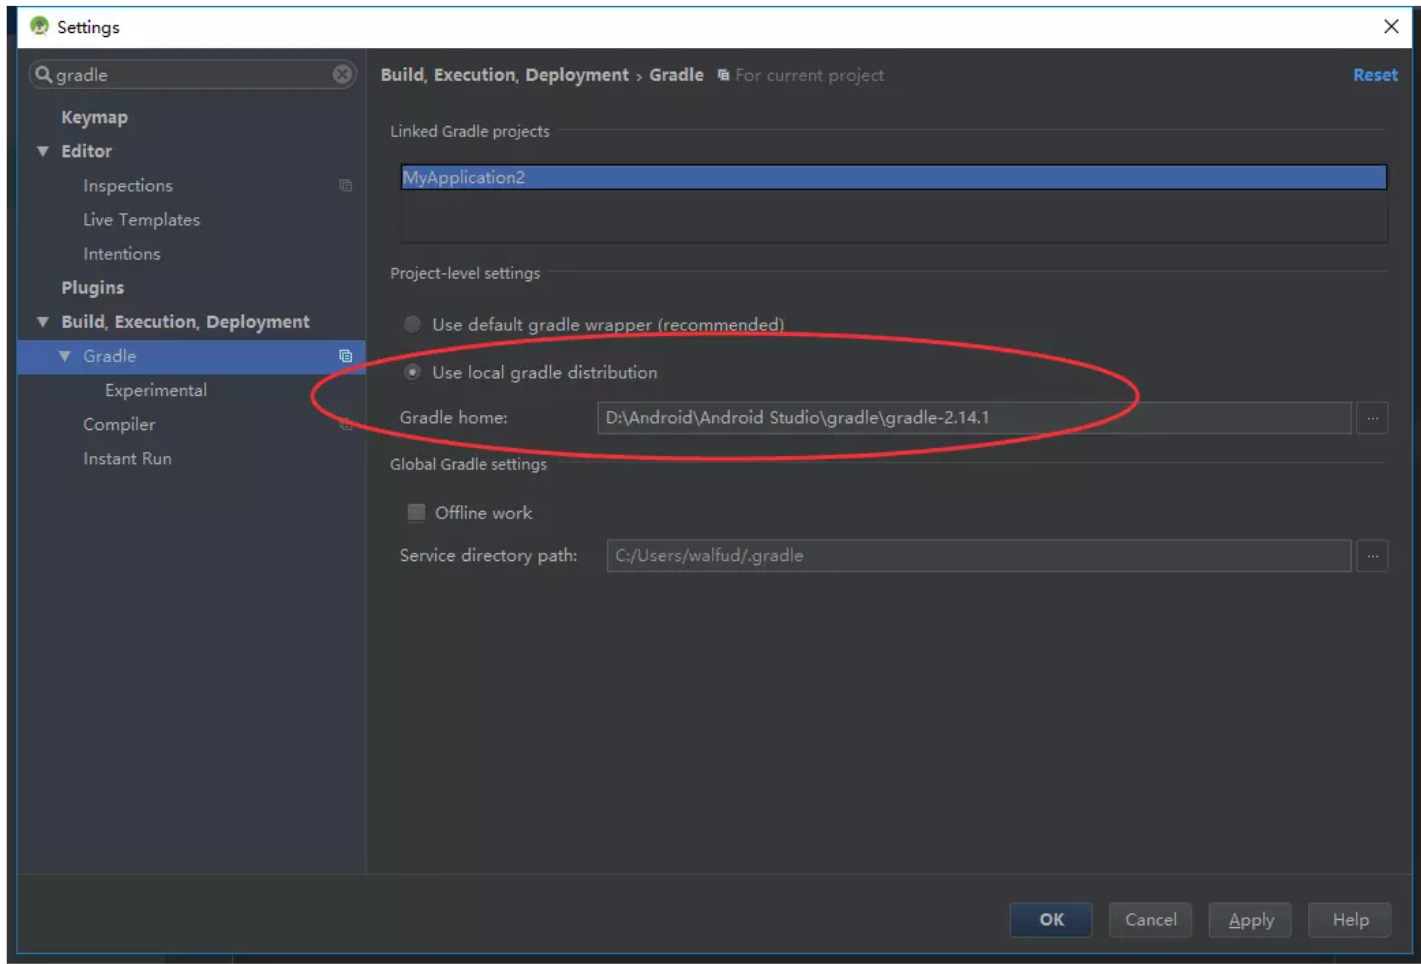 Settings
gradle
Keymap
Editor
Inspections
Live Templates
Intentions
Plugins
Build, Execution, Deployment
Gradle
Experimental
Compiler
Instant Run
Build, Execution, Deployment › Gradle For current project
Reset
Linked Gradle projects
MyApplication2
Project-level settings
Use default gradle wrapper (recommended)
Use local gradle distribution
Gradle home: D:\Android\Android Studio\gradle\gradle-2.14.1 ...
Global Gradle settings
Offline work
Service directory path: C:/Users/walfud/.gradle ...
OK Cancel Apply Help